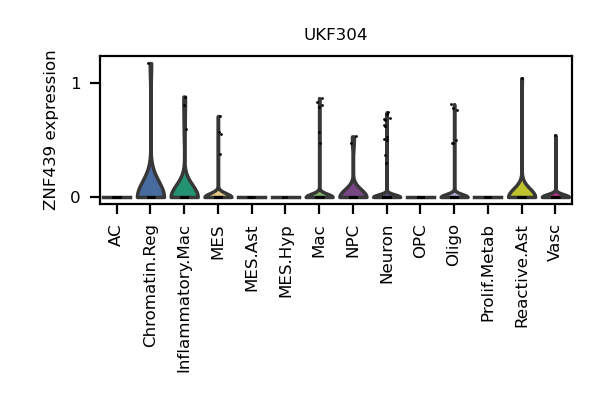 UKF304
ZNF439 expression
1
0
AC
Chromatin.Reg
Inflammatory.Mac
MES
MES.Ast
MES.Hyp
Mac
NPC
Neuron
OPC
Oligo
Prolif.Metab
Reactive.Ast
Vasc